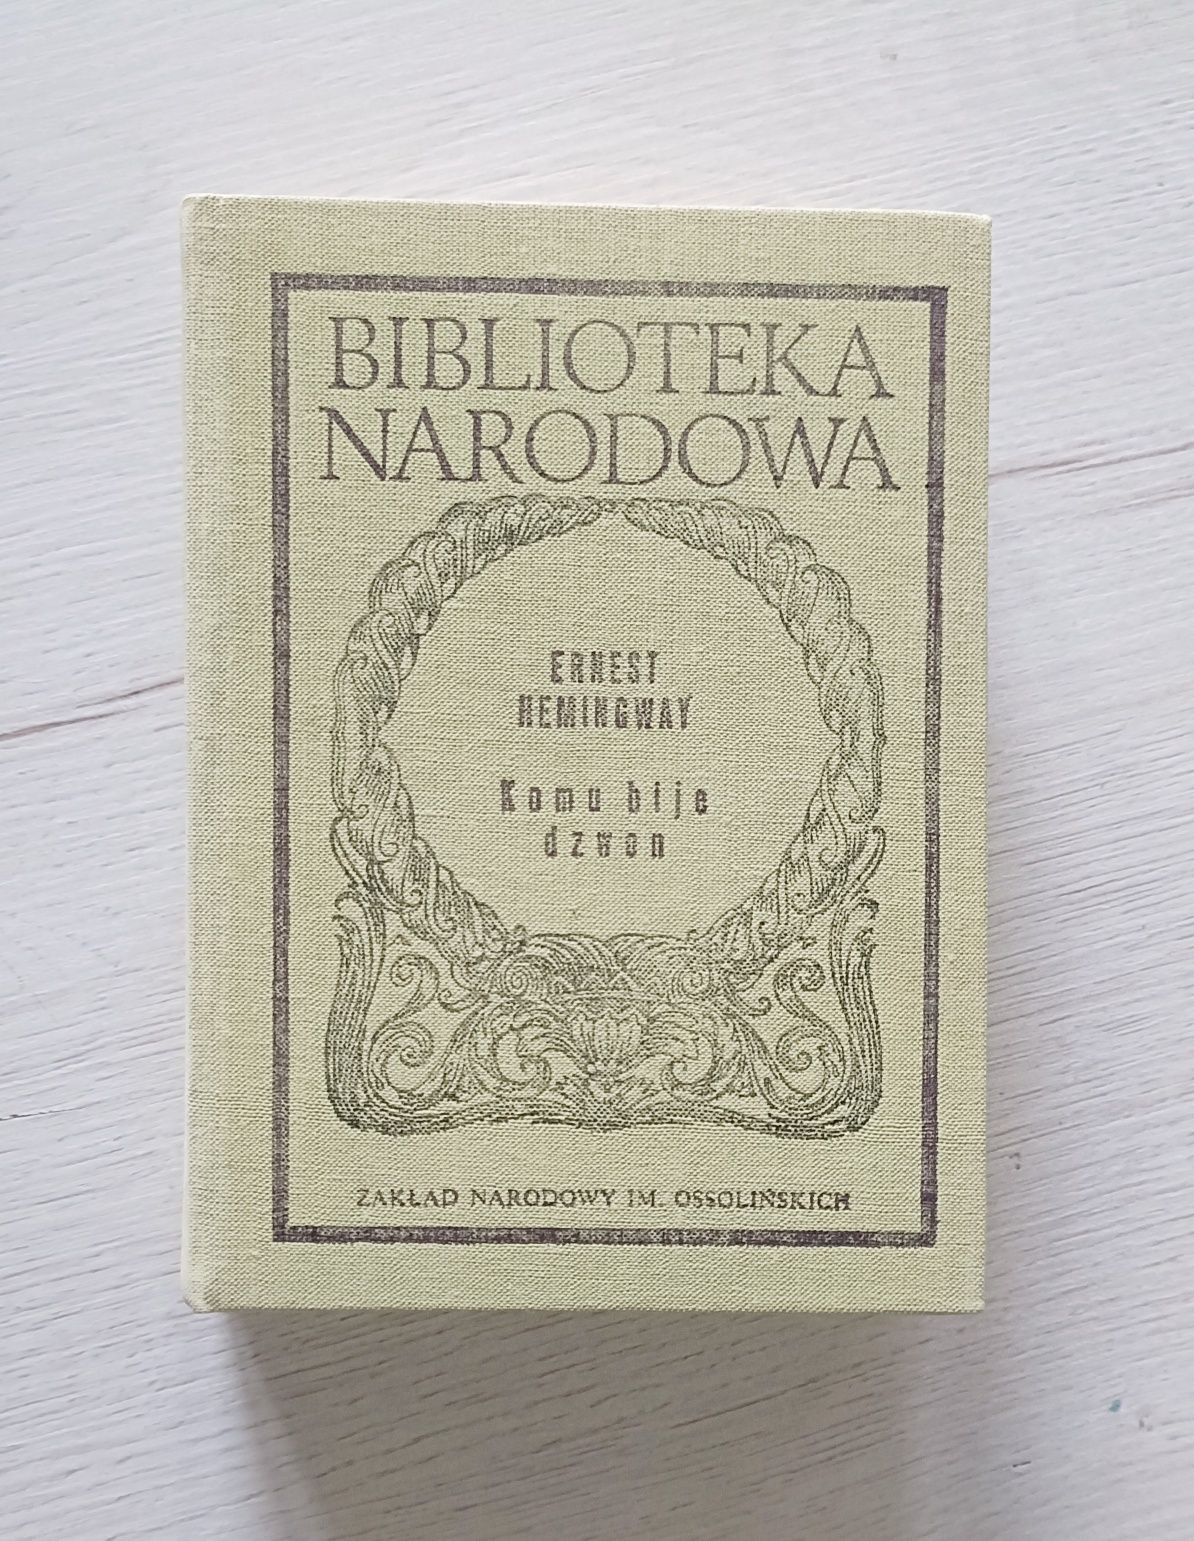 BIBLIOTEKA
NARODOWA
ERNEST
HEMINGWAY
Komu bije
dzwon
ZAKŁAD NARODOWY IM. OSSOLIŃSKICH